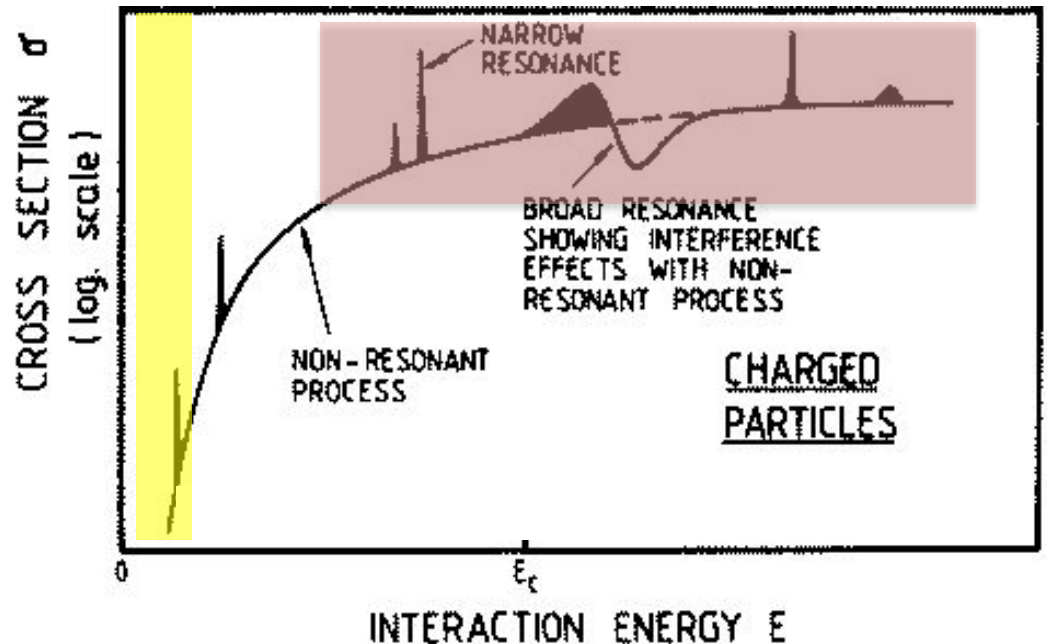 CROSS SECTION σ
(log. scale)
NARROW
RESONANCE
BROAD RESONANCE
SHOWING INTERFERENCE
EFFECTS WITH NON-
RESONANT PROCESS
NON-RESONANT
PROCESS
CHARGED
PARTICLES
0
E_c
INTERACTION ENERGY E